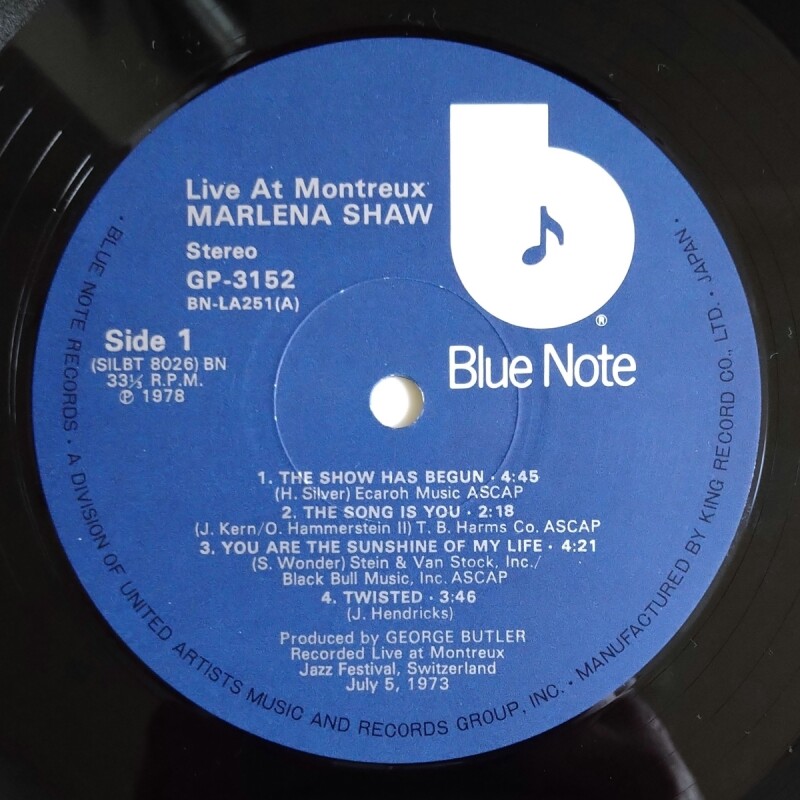 Live At Montreux
MARLENA SHAW
Stereo
GP-3152
BN-LA251(A)
Side 1
(SILBT 8026) BN
33⅓ R.P.M.
℗ 1978
b
®
Blue Note
1. THE SHOW HAS BEGUN · 4:45
(H. Silver) Ecaroh Music ASCAP
2. THE SONG IS YOU · 2:18
(J. Kern/O. Hammerstein II) T. B. Harms Co. ASCAP
3. YOU ARE THE SUNSHINE OF MY LIFE · 4:21
(S. Wonder) Stein & Van Stock, Inc./
Black Bull Music, Inc. ASCAP
4. TWISTED · 3:46
(J. Hendricks)
Produced by GEORGE BUTLER
Recorded Live at Montreux
Jazz Festival, Switzerland
July 5, 1973
· BLUE NOTE RECORDS · A DIVISION OF UNITED ARTISTS MUSIC AND RECORDS GROUP, INC. · MANUFACTURED BY KING RECORD CO., LTD. · JAPAN ·